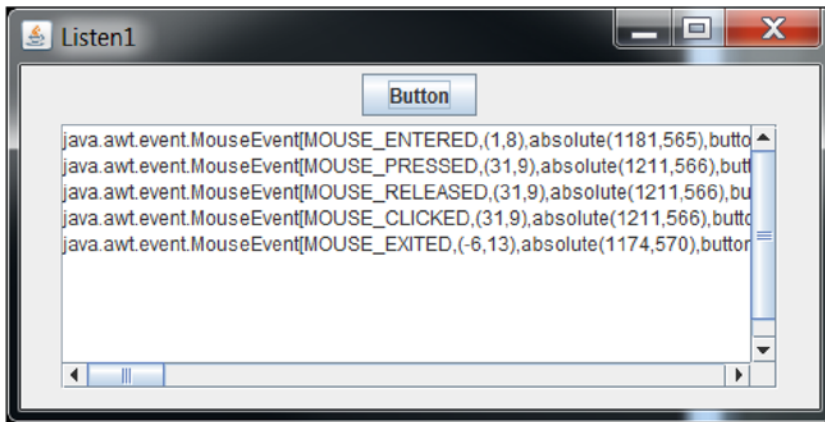 Listen1
Button
java.awt.event.MouseEvent[MOUSE_ENTERED,(1,8),absolute(1181,565),butto
java.awt.event.MouseEvent[MOUSE_PRESSED,(31,9),absolute(1211,566),butt
java.awt.event.MouseEvent[MOUSE_RELEASED,(31,9),absolute(1211,566),bu
java.awt.event.MouseEvent[MOUSE_CLICKED,(31,9),absolute(1211,566),butto
java.awt.event.MouseEvent[MOUSE_EXITED,(-6,13),absolute(1174,570),button